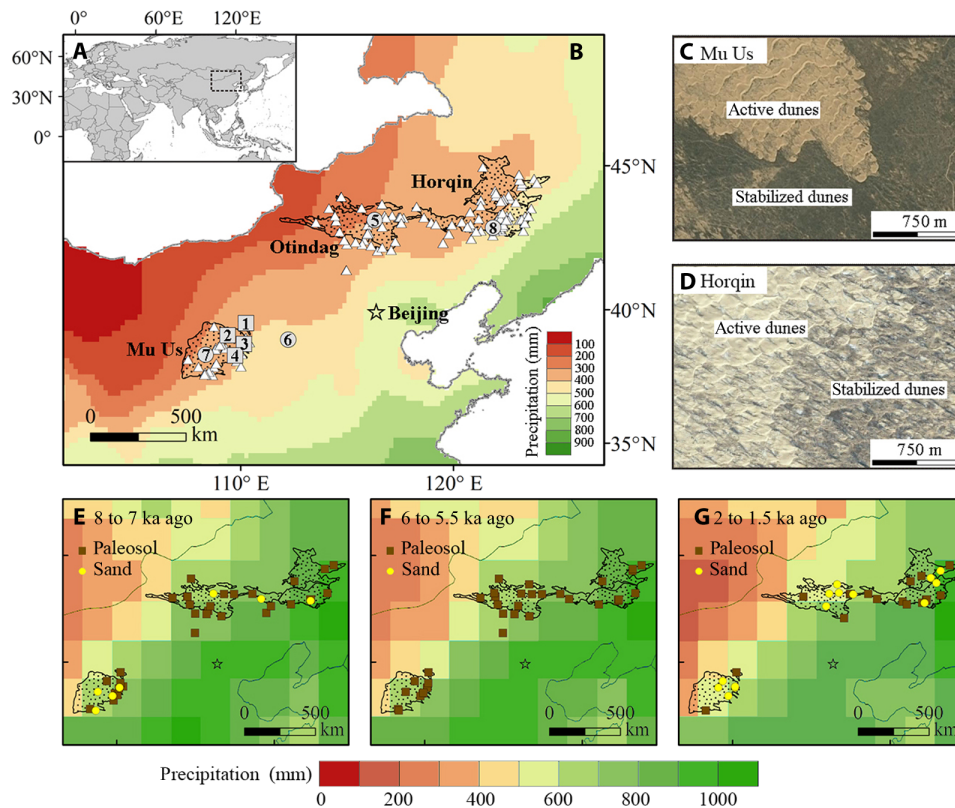 0° 60°E 120°E
A
60°N
30°N
0°
B
45°N
Horqin
5
8
Otindag
40°N
Beijing
1
2
3
6
Mu Us
7
4
0 500
km
Precipitation (mm)
100
200
300
400
500
600
700
800
900
35°N
110° E 120° E
C Mu Us
Active dunes
Stabilized dunes
750 m
D Horqin
Active dunes
Stabilized dunes
750 m
E 8 to 7 ka ago
Paleosol
Sand
0 500
km
F 6 to 5.5 ka ago
Paleosol
Sand
0 500
km
G 2 to 1.5 ka ago
Paleosol
Sand
0 500
km
Precipitation (mm)
0 200 400 600 800 1000